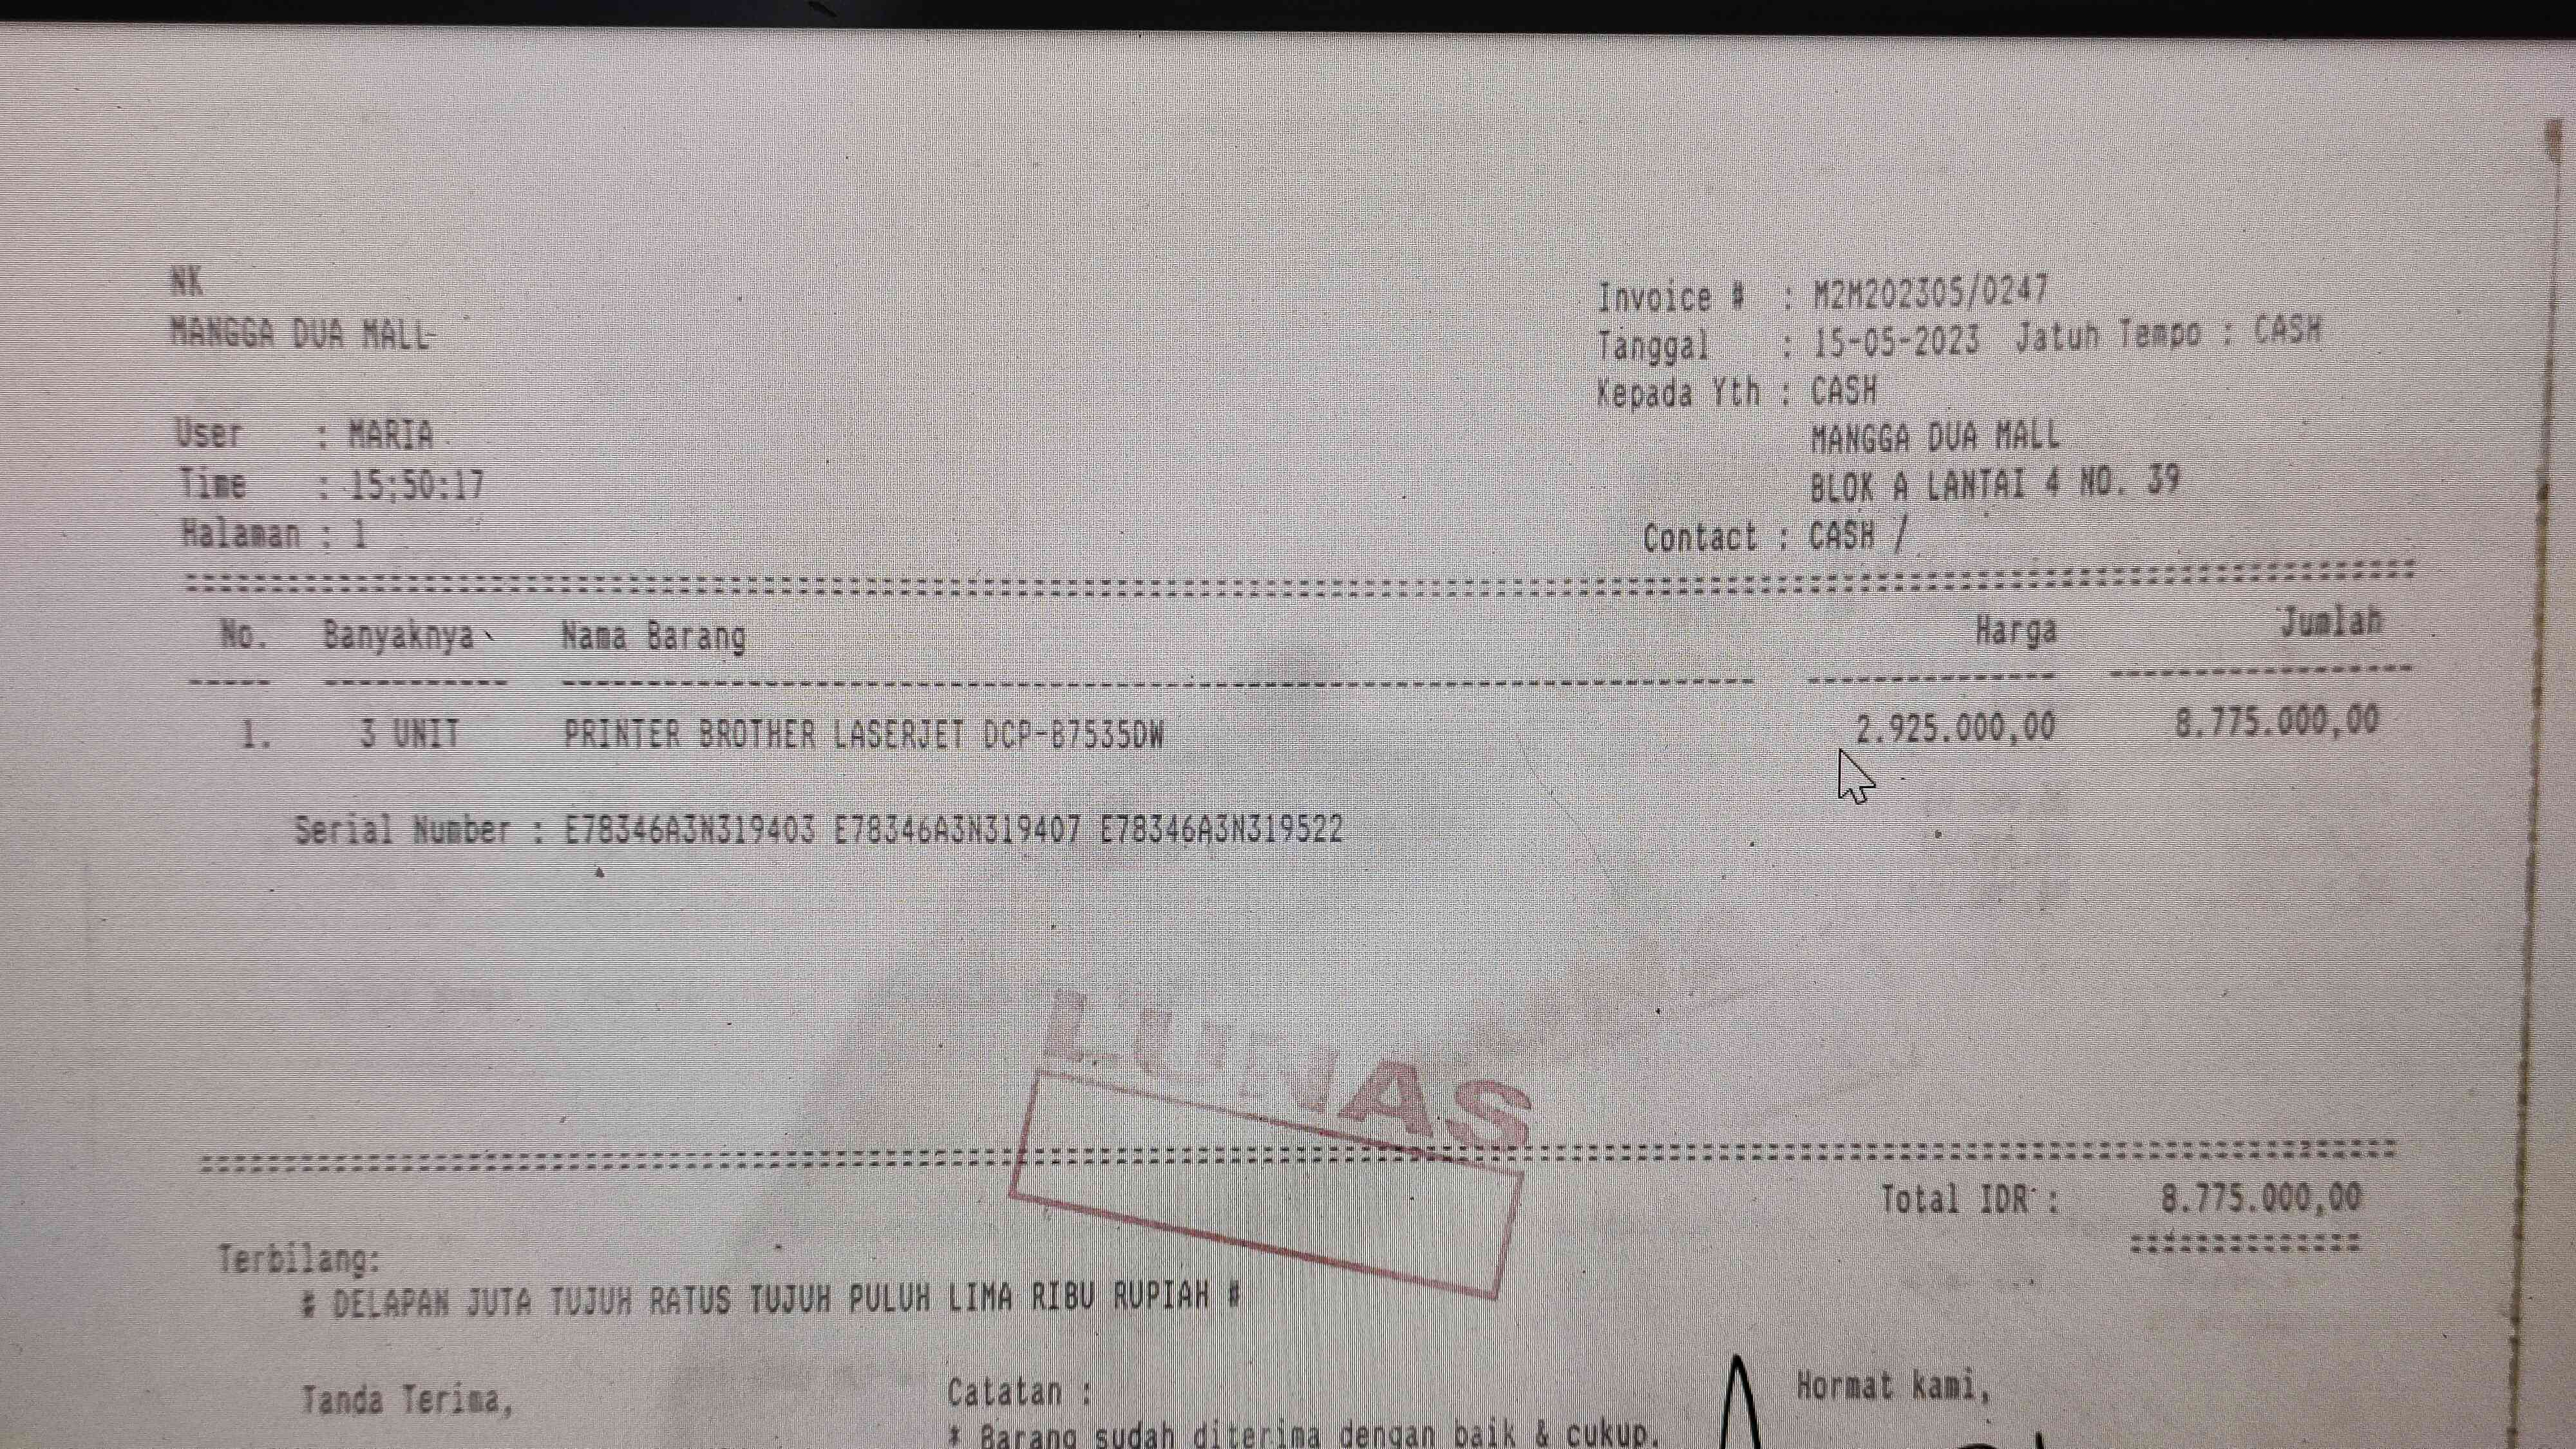 NK
MANGGA DUA MALL
Invoice # : M2M202305/0247
Tanggal : 15-05-2023 Jatuh Tempo : CASH
Kepada Yth : CASH
MANGGA DUA MALL
BLOK A LANTAI 4 NO. 39
Contact : CASH /
User : MARIA
Time : 15:50:17
Halaman : 1
No. Banyaknya Nama Barang Harga Jumlah
1. 3 UNIT PRINTER BROTHER LASERJET DCP-B7535DW 2.925.000,00 8.775.000,00
Serial Number : E78346A3N319403 E78346A3N319407 E78346A3N319522
LUNAS
Total IDR : 8.775.000,00
Terbilang:
# DELAPAN JUTA TUJUH RATUS TUJUH PULUH LIMA RIBU RUPIAH #
Tanda Terima,
Catatan :
* Barang sudah diterima dengan baik & cukup.
Hormat kami,